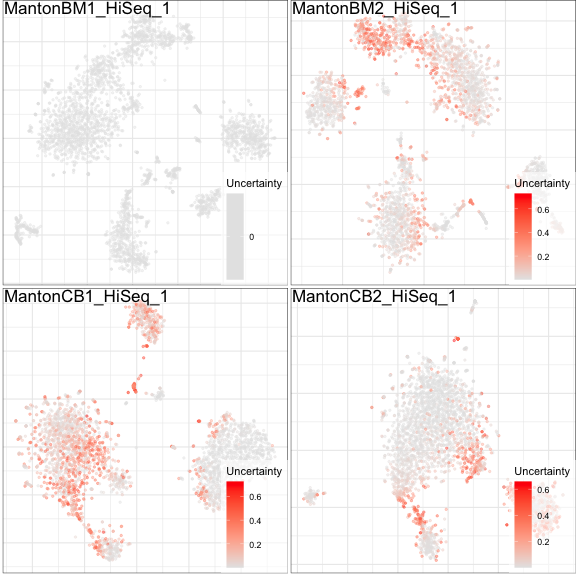 MantonBM1_HiSeq_1
Uncertainty
0
MantonBM2_HiSeq_1
Uncertainty
0.6
0.4
0.2
MantonCB1_HiSeq_1
Uncertainty
0.6
0.4
0.2
MantonCB2_HiSeq_1
Uncertainty
0.6
0.4
0.2